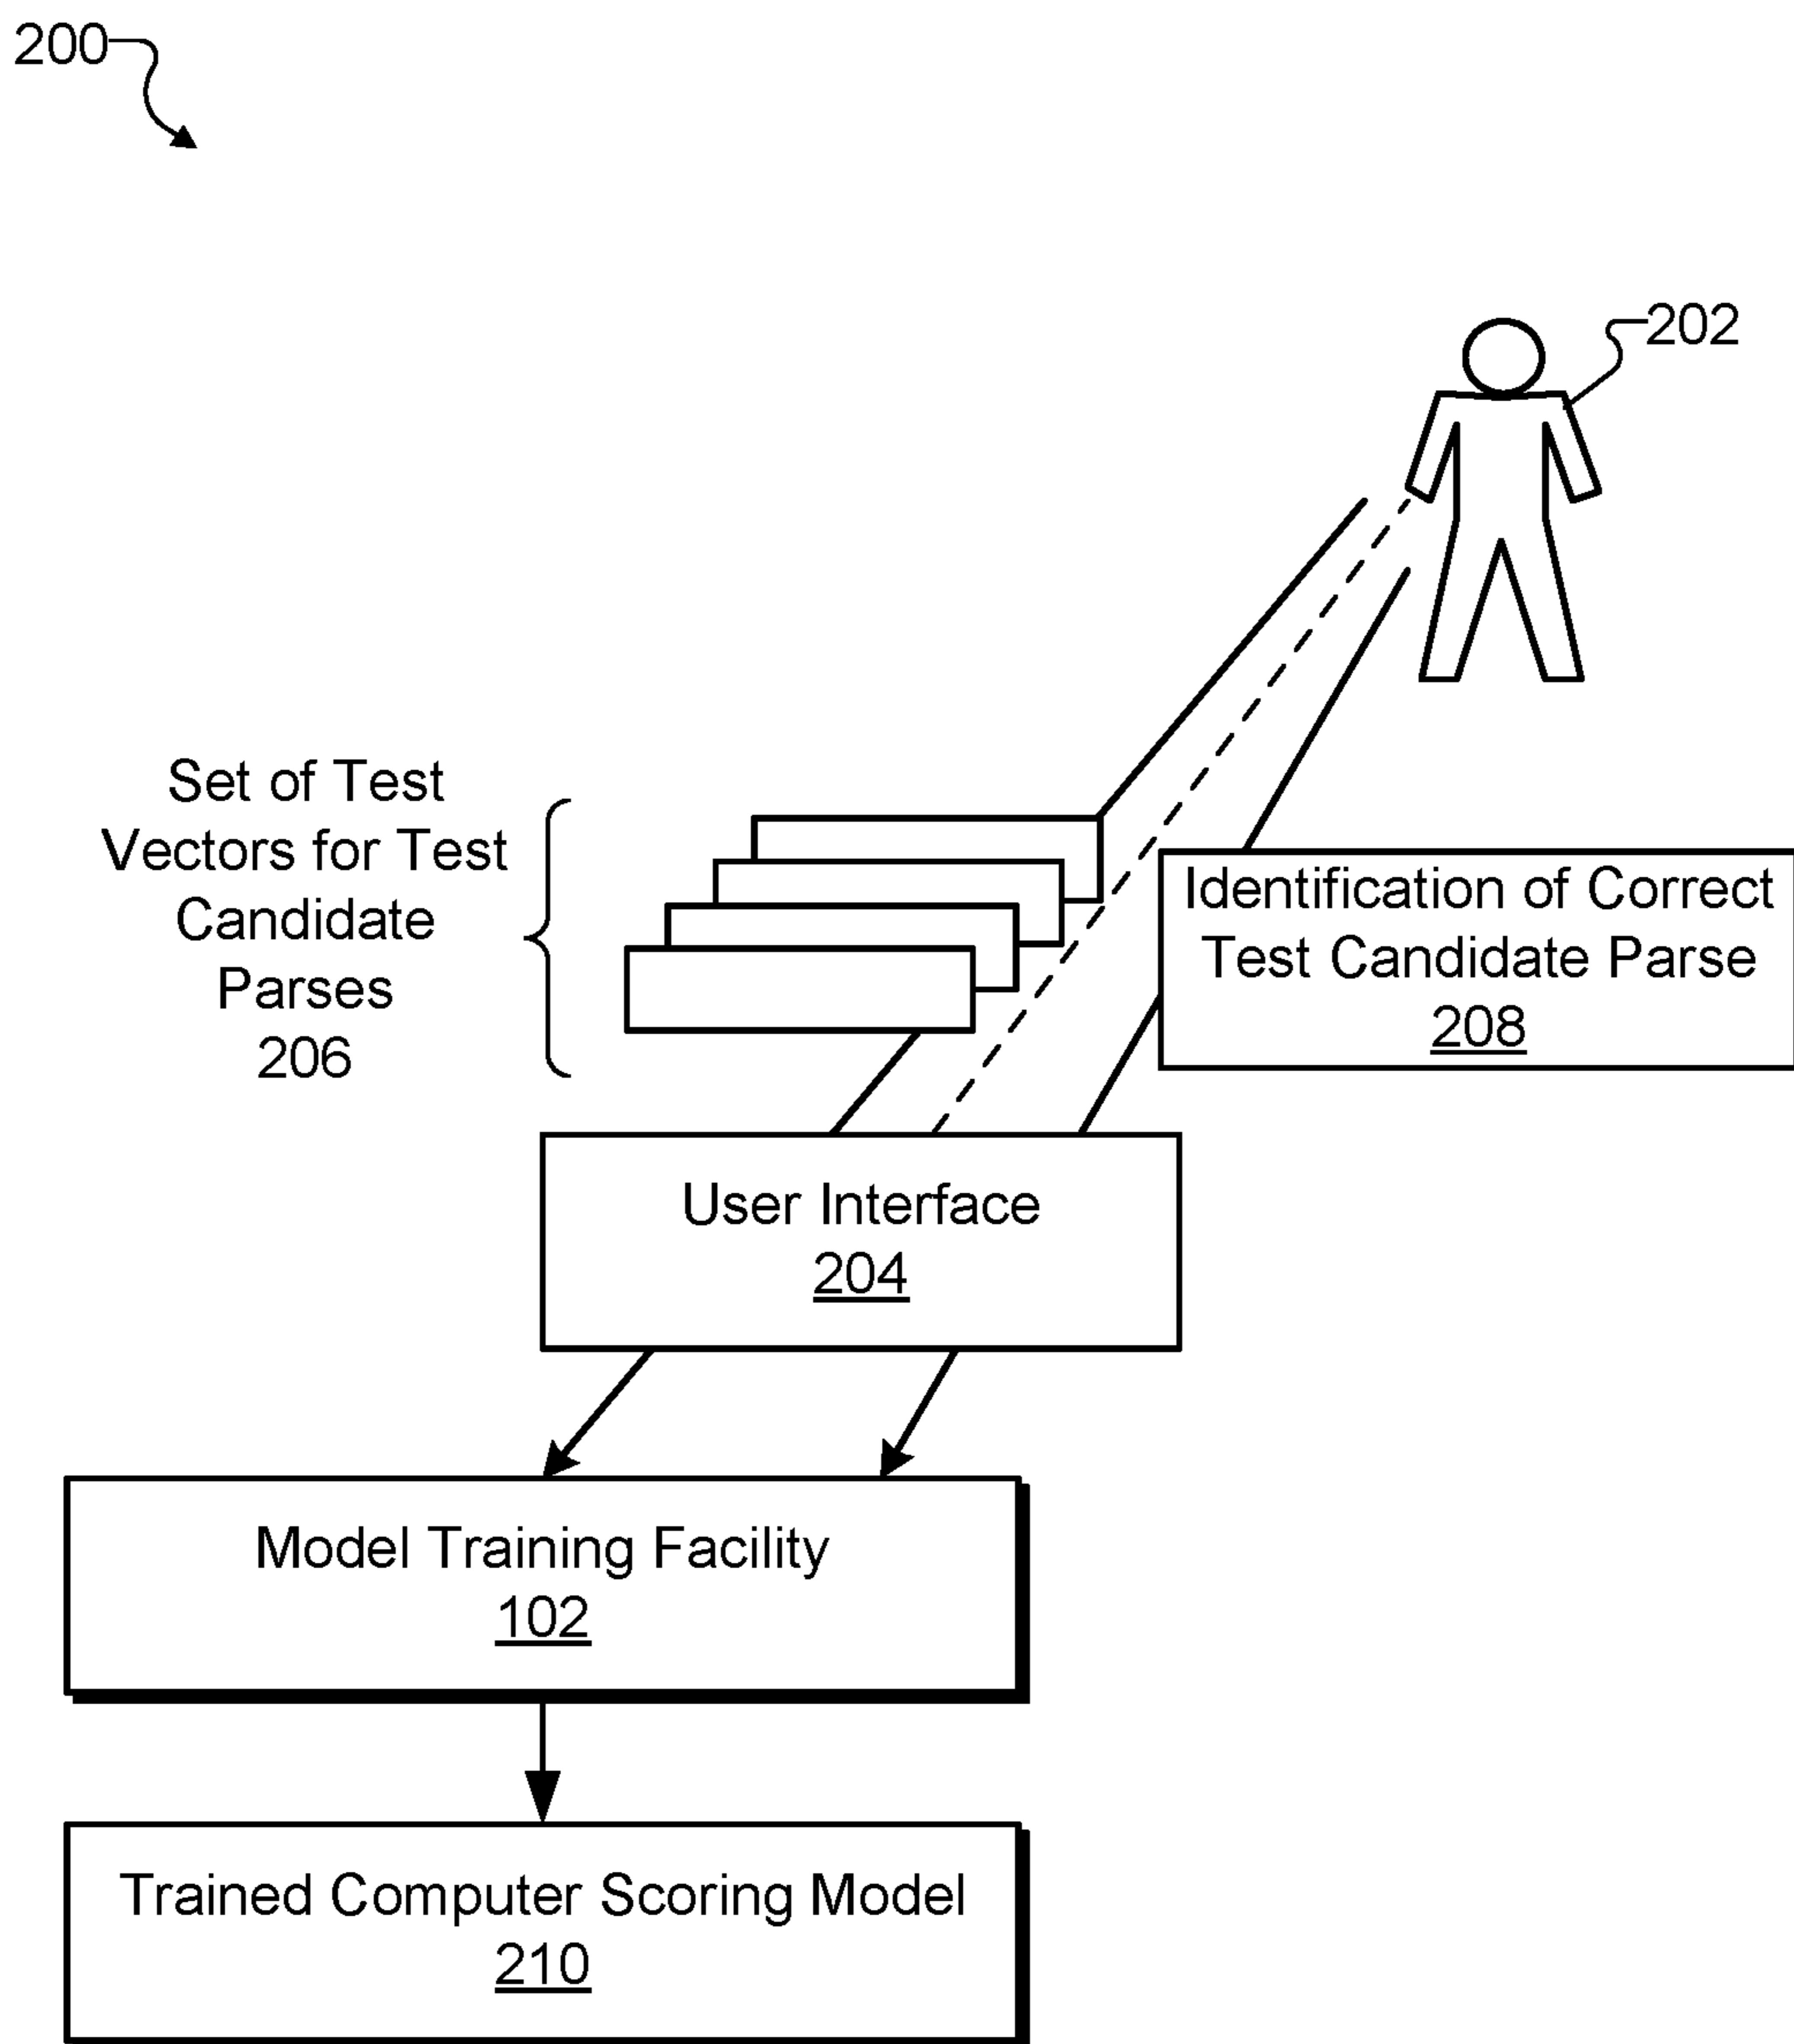 200
202
Set of Test
Vectors for Test
Candidate
Parses
206
Identification of Correct
Test Candidate Parse
208
User Interface
204
Model Training Facility
102
Trained Computer Scoring Model
210